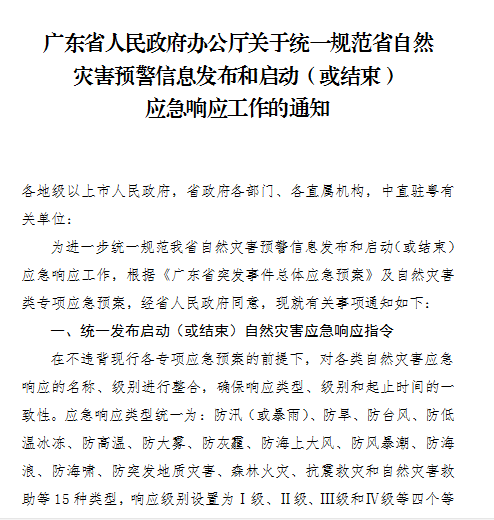 广东省人民政府办公厅关于统一规范省自然
灾害预警信息发布和启动（或结束）
应急响应工作的通知
各地级以上市人民政府，省政府各部门、各直属机构，中直驻粤有
关单位：
为进一步统一规范我省自然灾害预警信息发布和启动（或结束）
应急响应工作，根据《广东省突发事件总体应急预案》及自然灾害
类专项应急预案，经省人民政府同意，现就有关事项通知如下：
一、统一发布启动（或结束）自然灾害应急响应指令
在不违背现行各专项应急预案的前提下，对各类自然灾害应急
响应的名称、级别进行整合，确保响应类型、级别和起止时间的一
致性。应急响应类型统一为：防汛（或暴雨）、防旱、防台风、防低
温冰冻、防高温、防大雾、防灰霾、防海上大风、防风暴潮、防海
浪、防海啸、防突发地质灾害、森林火灾、抗震救灾和自然灾害救
助等15种类型，响应级别设置为Ⅰ级、Ⅱ级、Ⅲ级和Ⅳ级等四个等